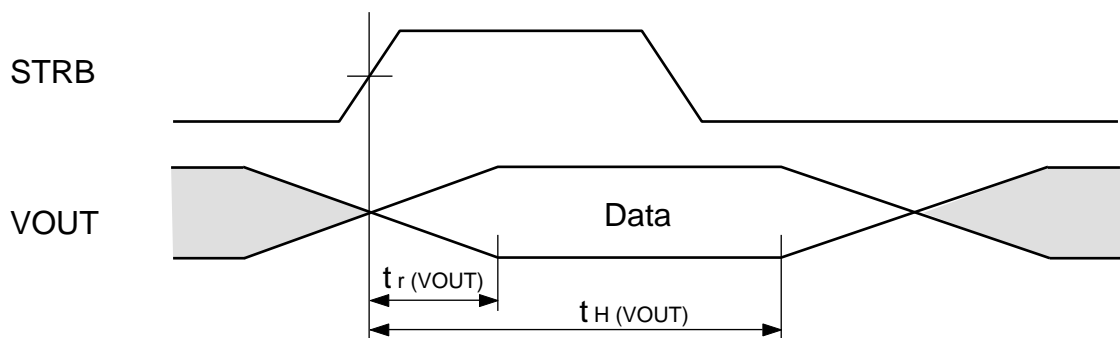 STRB
VOUT
Data
t r (VOUT)
t H (VOUT)